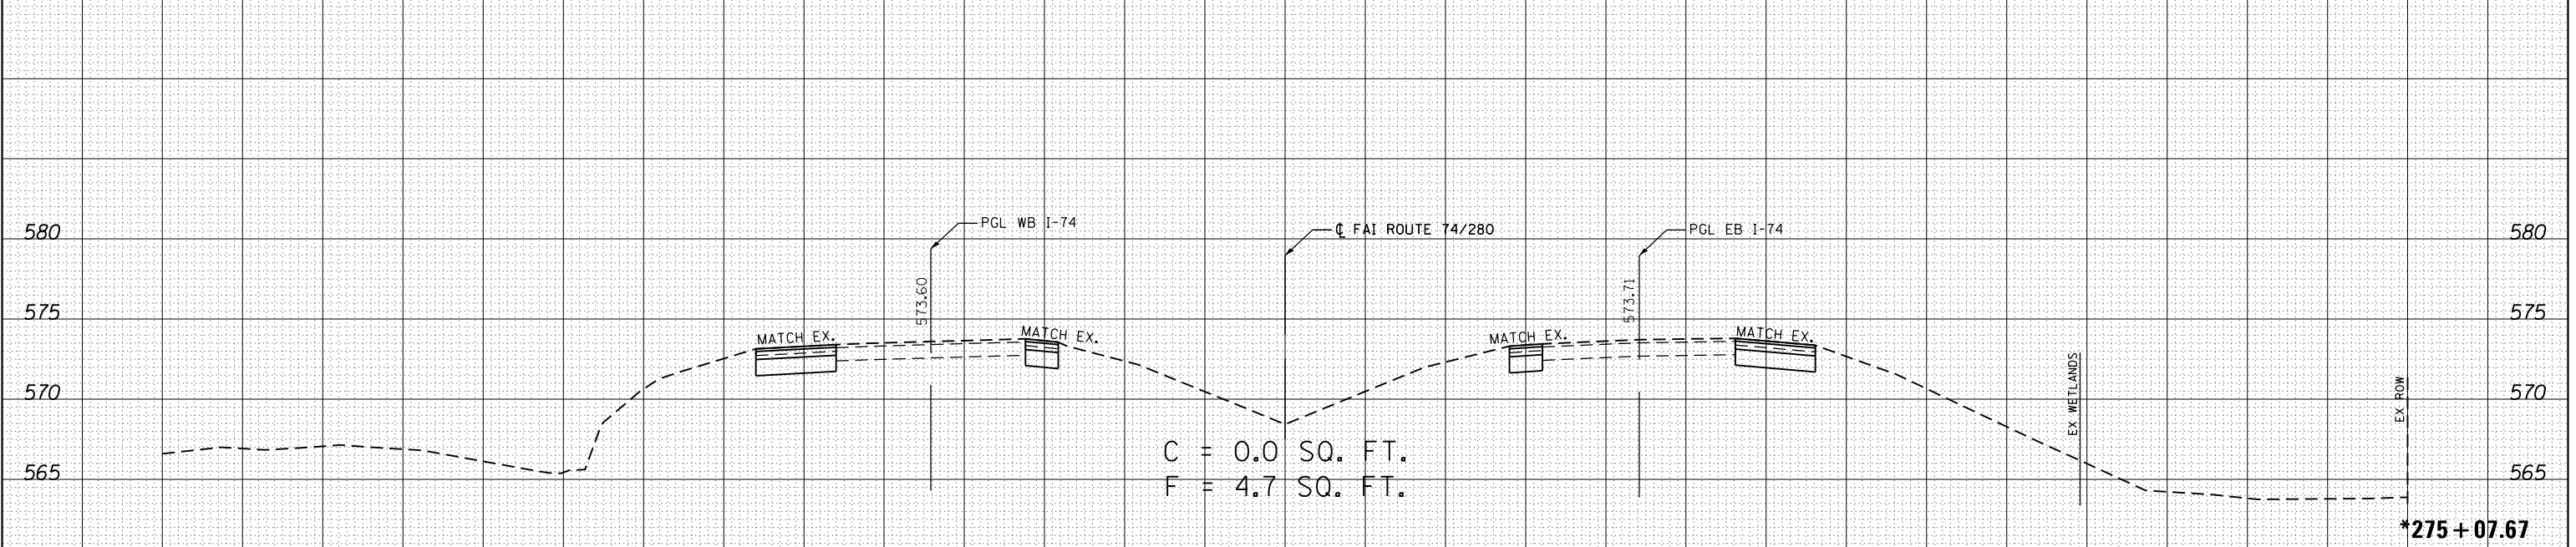 PGL WB I-74
℄ FAI ROUTE 74/280
PGL EB I-74
580
580
573.60
573.71
575
575
MATCH EX.
MATCH EX.
MATCH EX.
MATCH EX.
570
570
EX WETLANDS
EX ROW
C = 0.0 SQ. FT.
565
565
F = 4.7 SQ. FT.
*275+07.67